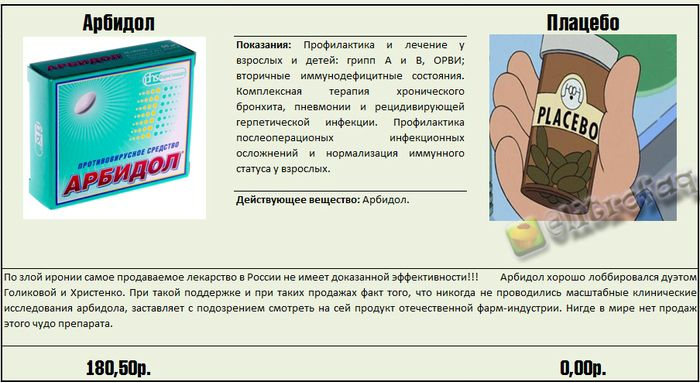 Арбидол
Плацебо
PHS
ПРОТИВОВИРУСНОЕ СРЕДСТВО
АРБИДОЛ
Показания: Профилактика и лечение у
взрослых и детей: грипп А и В, ОРВИ;
вторичные иммунодефицитные состояния.
Комплексная терапия хронического
бронхита, пневмонии и рецидивирующей
герпетической инфекции. Профилактика
послеоперационых инфекционных
осложнений и нормализация иммунного
статуса у взрослых.
Действующее вещество: Арбидол.
PLACEBO
По злой иронии самое продаваемое лекарство в России не имеет доказанной эффективности!!! Арбидол хорошо лоббировался дуэтом
Голиковой и Христенко. При такой поддержке и при таких продажах факт того, что никогда не проводились масштабные клинические
исследования арбидола, заставляет с подозрением смотреть на сей продукт отечественной фарм-индустрии. Нигде в мире нет продаж
этого чудо препарата.
180,50р.
0,00р.